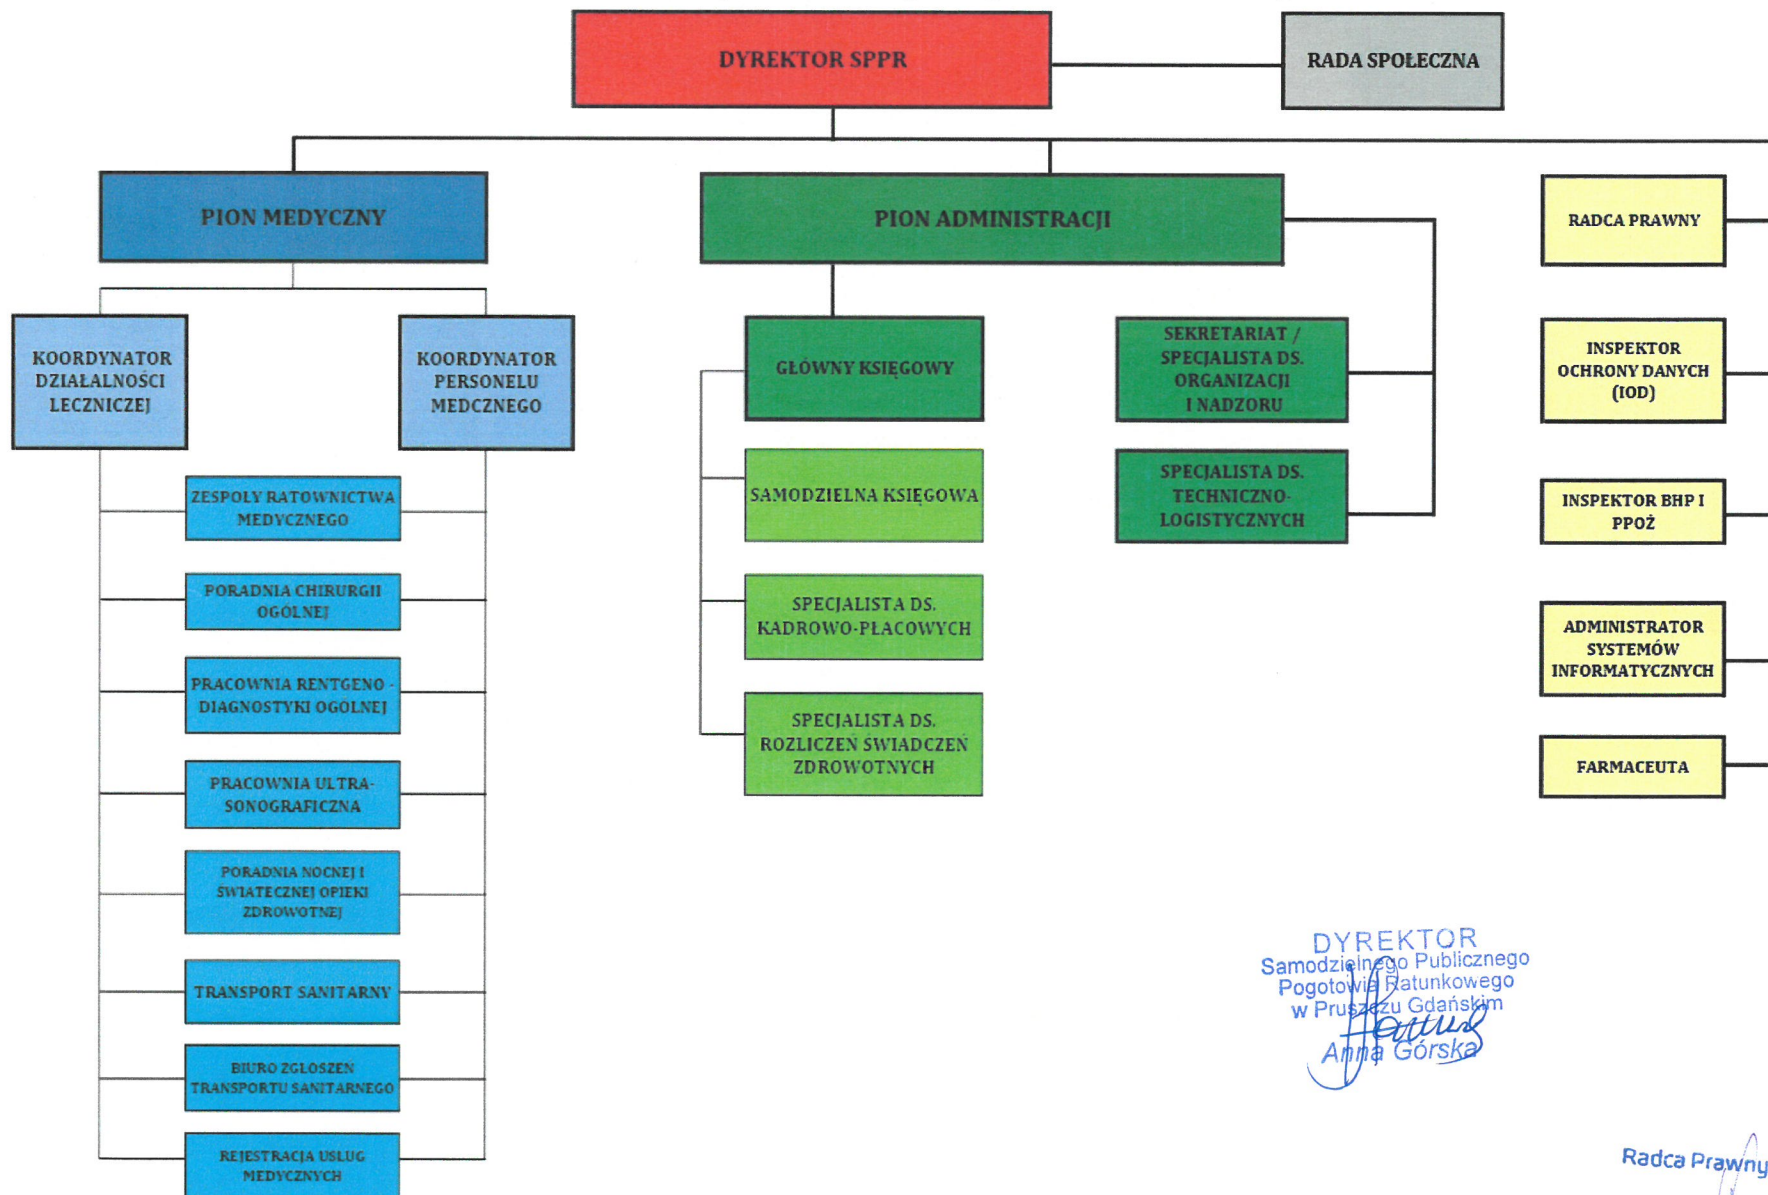 DYREKTOR SPPR
RADA SPOŁECZNA
PION MEDYCZNY
PION ADMINISTRACJI
RADCA PRAWNY
KOORDYNATOR
DZIAŁALNOŚCI
LECZNICZEJ
KOORDYNATOR
PERSONELU
MEDCZNEGO
GŁÓWNY KSIĘGOWY
SEKRETARIAT /
SPECJALISTA DS.
ORGANIZACJI
I NADZORU
INSPEKTOR
OCHRONY DANYCH
(IOD)
ZESPOŁY RATOWNICTWA
MEDYCZNEGO
SAMODZIELNA KSIĘGOWA
SPECJALISTA DS.
TECHNICZNO-
LOGISTYCZNYCH
INSPEKTOR BHP I
PPOŻ
PORADNIA CHIRURGII
OGÓLNEJ
SPECJALISTA DS.
KADROWO-PŁACOWYCH
ADMINISTRATOR
SYSTEMÓW
INFORMATYCZNYCH
PRACOWNIA RENTGENO -
DIAGNOSTYKI OGÓLNEJ
SPECJALISTA DS.
ROZLICZEŃ ŚWIADCZEŃ
ZDROWOTNYCH
FARMACEUTA
PRACOWNIA ULTRA-
SONOGRAFICZNA
PORADNIA NOCNEJ I
ŚWIATECZNEJ OPIEKI
ZDROWOTNEJ
TRANSPORT SANITARNY
BIURO ZGŁOSZEŃ
TRANSPORTU SANITARNEGO
REJESTRACJA USŁUG
MEDYCZNYCH
DYREKTOR
Samodzielnego Publicznego
Pogotowia Ratunkowego
w Pruszczu Gdańskim
Anna Górska
Radca Prawny